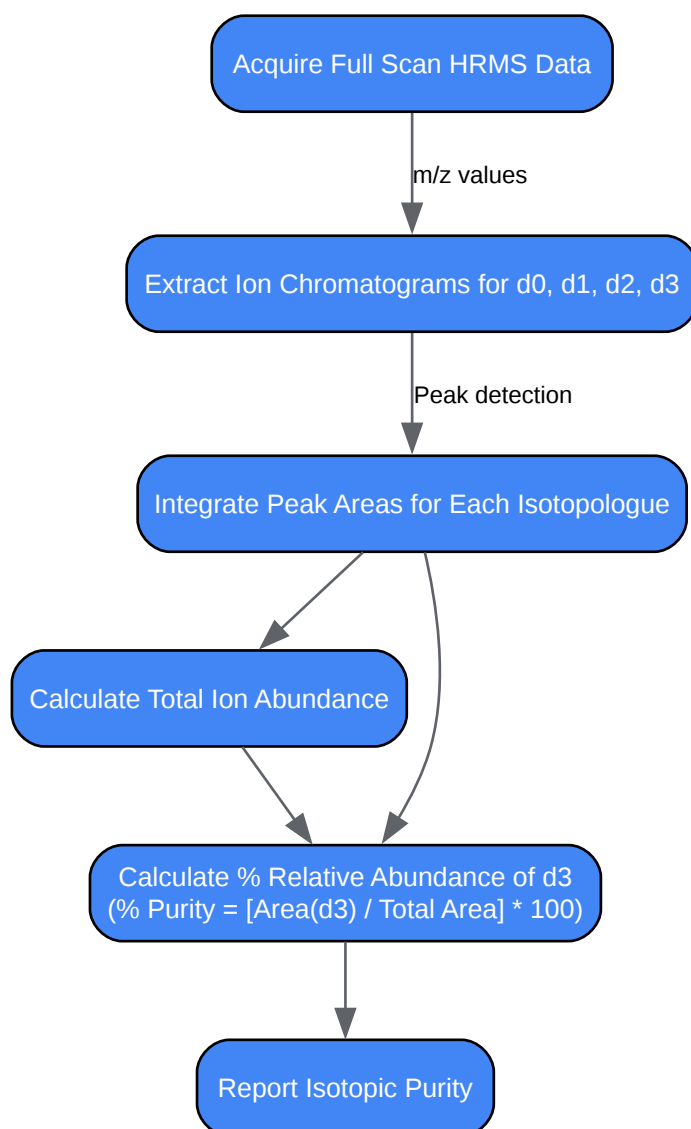 Acquire Full Scan HRMS Data
m/z values
Extract Ion Chromatograms for d0, d1, d2, d3
Peak detection
Integrate Peak Areas for Each Isotopologue
Calculate Total Ion Abundance
Calculate % Relative Abundance of d3
(% Purity = [Area(d3) / Total Area] * 100)
Report Isotopic Purity